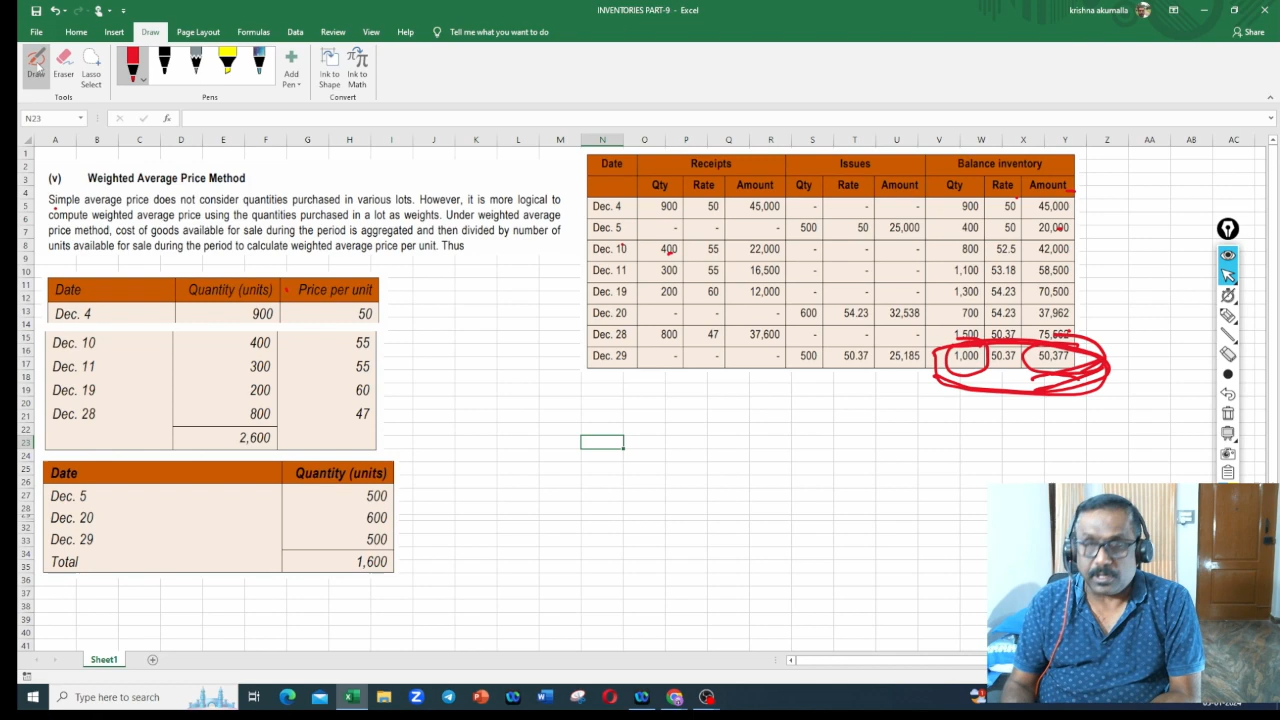 INVENTORIES PART-9 - Excel
krishna akumalla
File Home Insert Draw Page Layout Formulas Data Review View Help Tell me what you want to do
Share
Draw Eraser Lasso Select
Add Pen
Ink to Shape Ink to Math
Tools Pens Convert
N23
fx
A B C D E F G H I J K L M N O P Q R S T U V W X Y Z AA AB AC
(v) Weighted Average Price Method
Simple average price does not consider quantities purchased in various lots. However, it is more logical to
compute weighted average price using the quantities purchased in a lot as weights. Under weighted average
price method, cost of goods available for sale during the period is aggregated and then divided by number of
units available for sale during the period to calculate weighted average price per unit. Thus
Date Quantity (units) Price per unit
Dec. 4 900 50
Dec. 10 400 55
Dec. 11 300 55
Dec. 19 200 60
Dec. 28 800 47
2,600
Date Quantity (units)
Dec. 5 500
Dec. 20 600
Dec. 29 500
Total 1,600
Date Receipts Issues Balance inventory
Qty Rate Amount Qty Rate Amount Qty Rate Amount
Dec. 4 900 50 45,000 - - - 900 50 45,000
Dec. 5 - - - 500 50 25,000 400 50 20,000
Dec. 10 400 55 22,000 - - - 800 52.5 42,000
Dec. 11 300 55 16,500 - - - 1,100 53.18 58,500
Dec. 19 200 60 12,000 - - - 1,300 54.23 70,500
Dec. 20 - - - 600 54.23 32,538 700 54.23 37,962
Dec. 28 800 47 37,600 - - - 1,500 50.37 75,562
Dec. 29 - - - 500 50.37 25,185 1,000 50.37 50,377
Sheet1
Type here to search